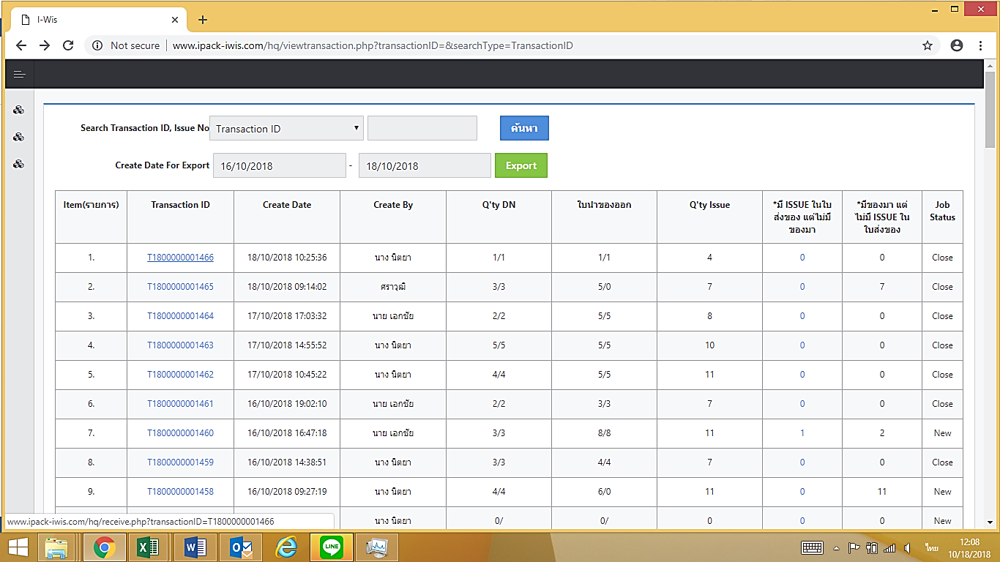 I-Wis
Not secure www.ipack-iwis.com/hq/viewtransaction.php?transactionID=&searchType=TransactionID
Search Transaction ID, Issue No Transaction ID ค้นหา
Create Date For Export 16/10/2018 - 18/10/2018 Export
Item(รายการ) Transaction ID Create Date Create By Q'ty DN ใบนำของออก Q'ty Issue *มี ISSUE ในใบ *มีของมา แต่ Job
ส่งของ แต่ไม่มี ไม่มี ISSUE ใน Status
ของมา ใบส่งของ
1. T1800000001466 18/10/2018 10:25:36 นาง นิตยา 1/1 1/1 4 0 0 Close
2. T1800000001465 18/10/2018 09:14:02 ศราวุฒิ 3/3 5/0 7 0 7 Close
3. T1800000001464 17/10/2018 17:03:32 นาย เอกชัย 2/2 5/5 8 0 0 Close
4. T1800000001463 17/10/2018 14:55:52 นาง นิตยา 5/5 5/5 10 0 0 Close
5. T1800000001462 17/10/2018 10:45:22 นาง นิตยา 4/4 5/5 11 0 0 Close
6. T1800000001461 16/10/2018 19:02:10 นาย เอกชัย 2/2 3/3 7 0 0 Close
7. T1800000001460 16/10/2018 16:47:18 นาย เอกชัย 3/3 8/8 11 1 2 New
8. T1800000001459 16/10/2018 14:38:51 นาง นิตยา 3/3 4/4 7 0 0 Close
9. T1800000001458 16/10/2018 09:27:19 นาง นิตยา 4/4 6/0 11 0 11 New
www.ipack-iwis.com/hq/receive.php?transactionID=T1800000001466 นาง นิตยา 0/ 0/ 0 0 0 New
LINE ไทย 12:08
10/18/2018